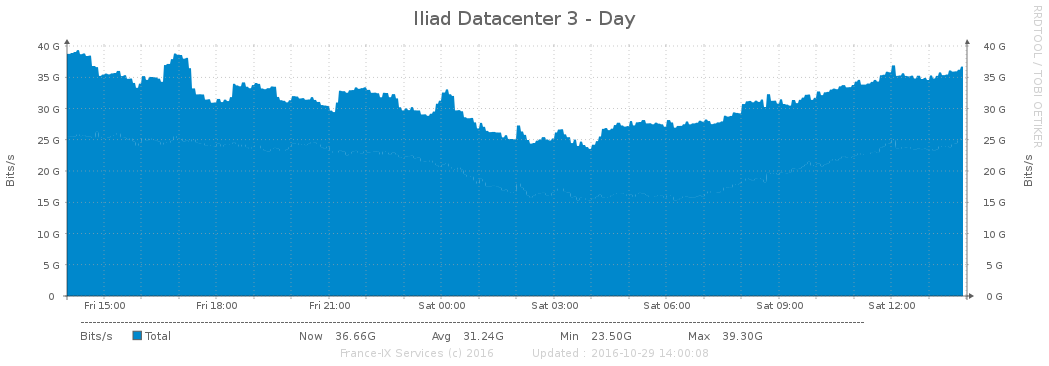 Iliad Datacenter 3 - Day
RRDTOOL / TOBI OETIKER
40 G 40 G
35 G 35 G
30 G 30 G
25 G 25 G
20 G 20 G
15 G 15 G
10 G 10 G
5 G 5 G
0 0 G
Bits/s
Bits/s
Fri 15:00 Fri 18:00 Fri 21:00 Sat 00:00 Sat 03:00 Sat 06:00 Sat 09:00 Sat 12:00
Bits/s Total Now 36.66G Avg 31.24G Min 23.50G Max 39.30G
France-IX Services (c) 2016 Updated : 2016-10-29 14:00:08